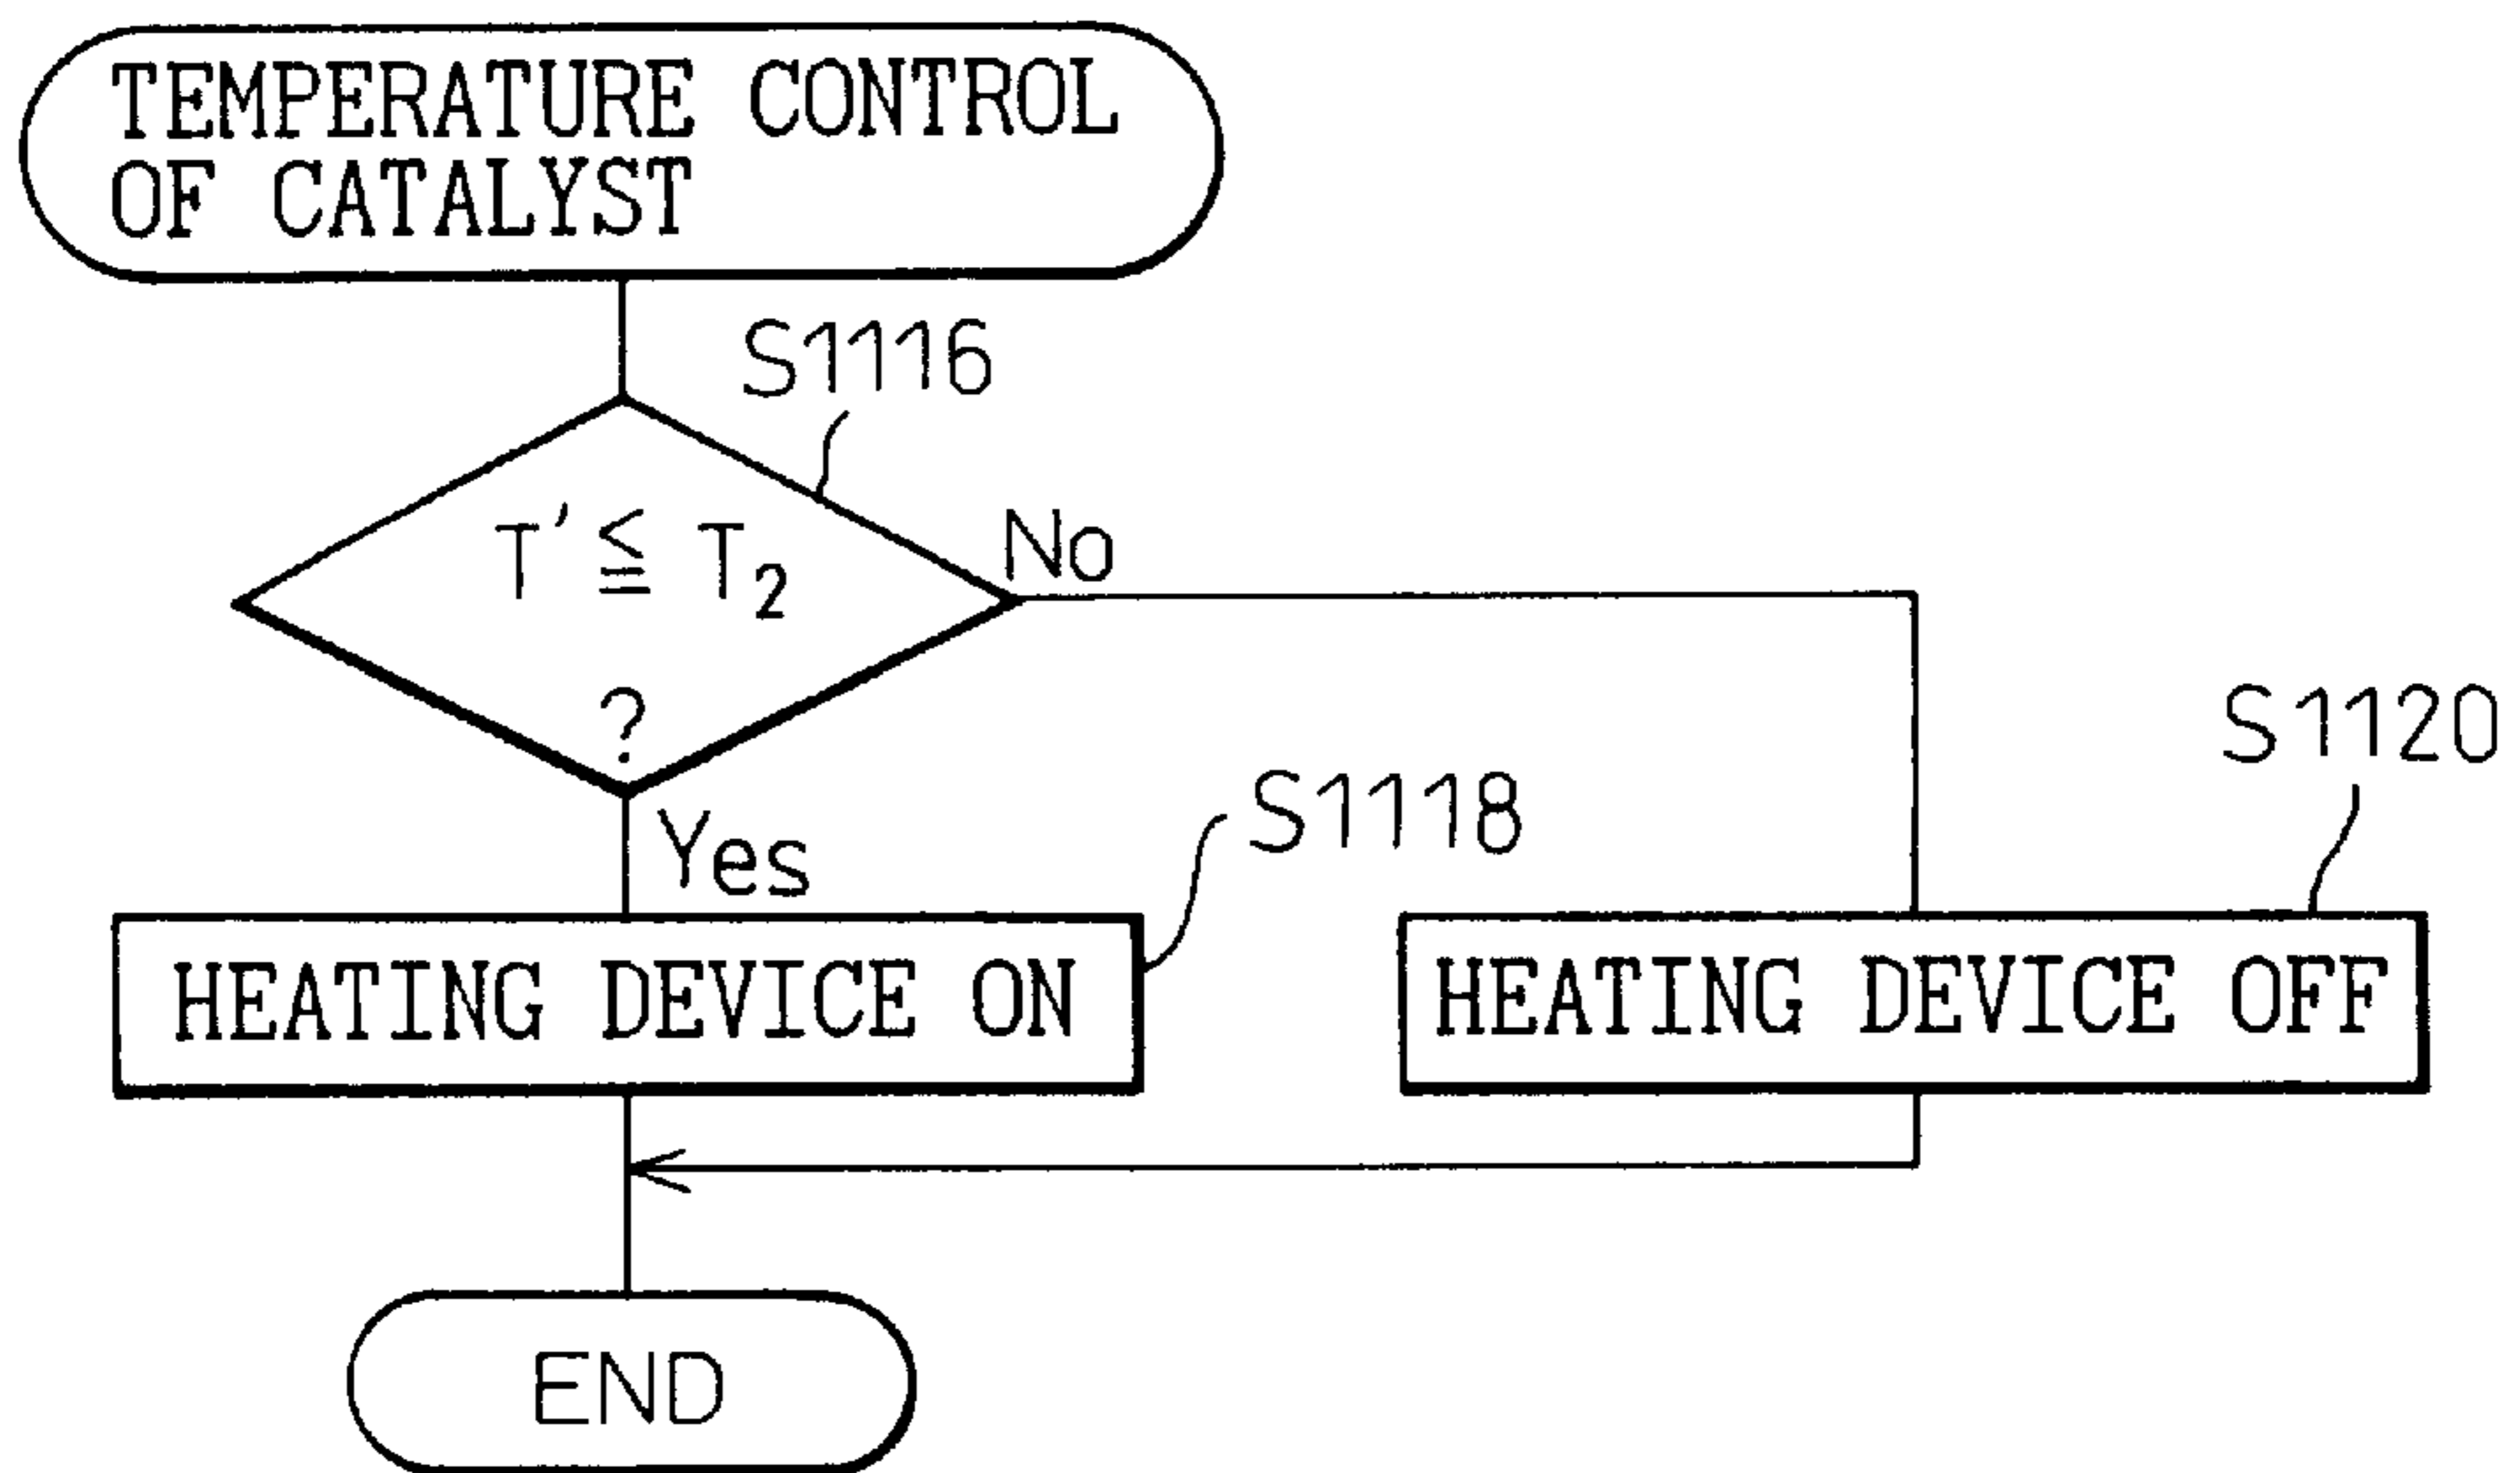 TEMPERATURE CONTROL
OF CATALYST
S1116
T′ ≦ T₂
?
No
Yes
S1118
S1120
HEATING DEVICE ON
HEATING DEVICE OFF
END